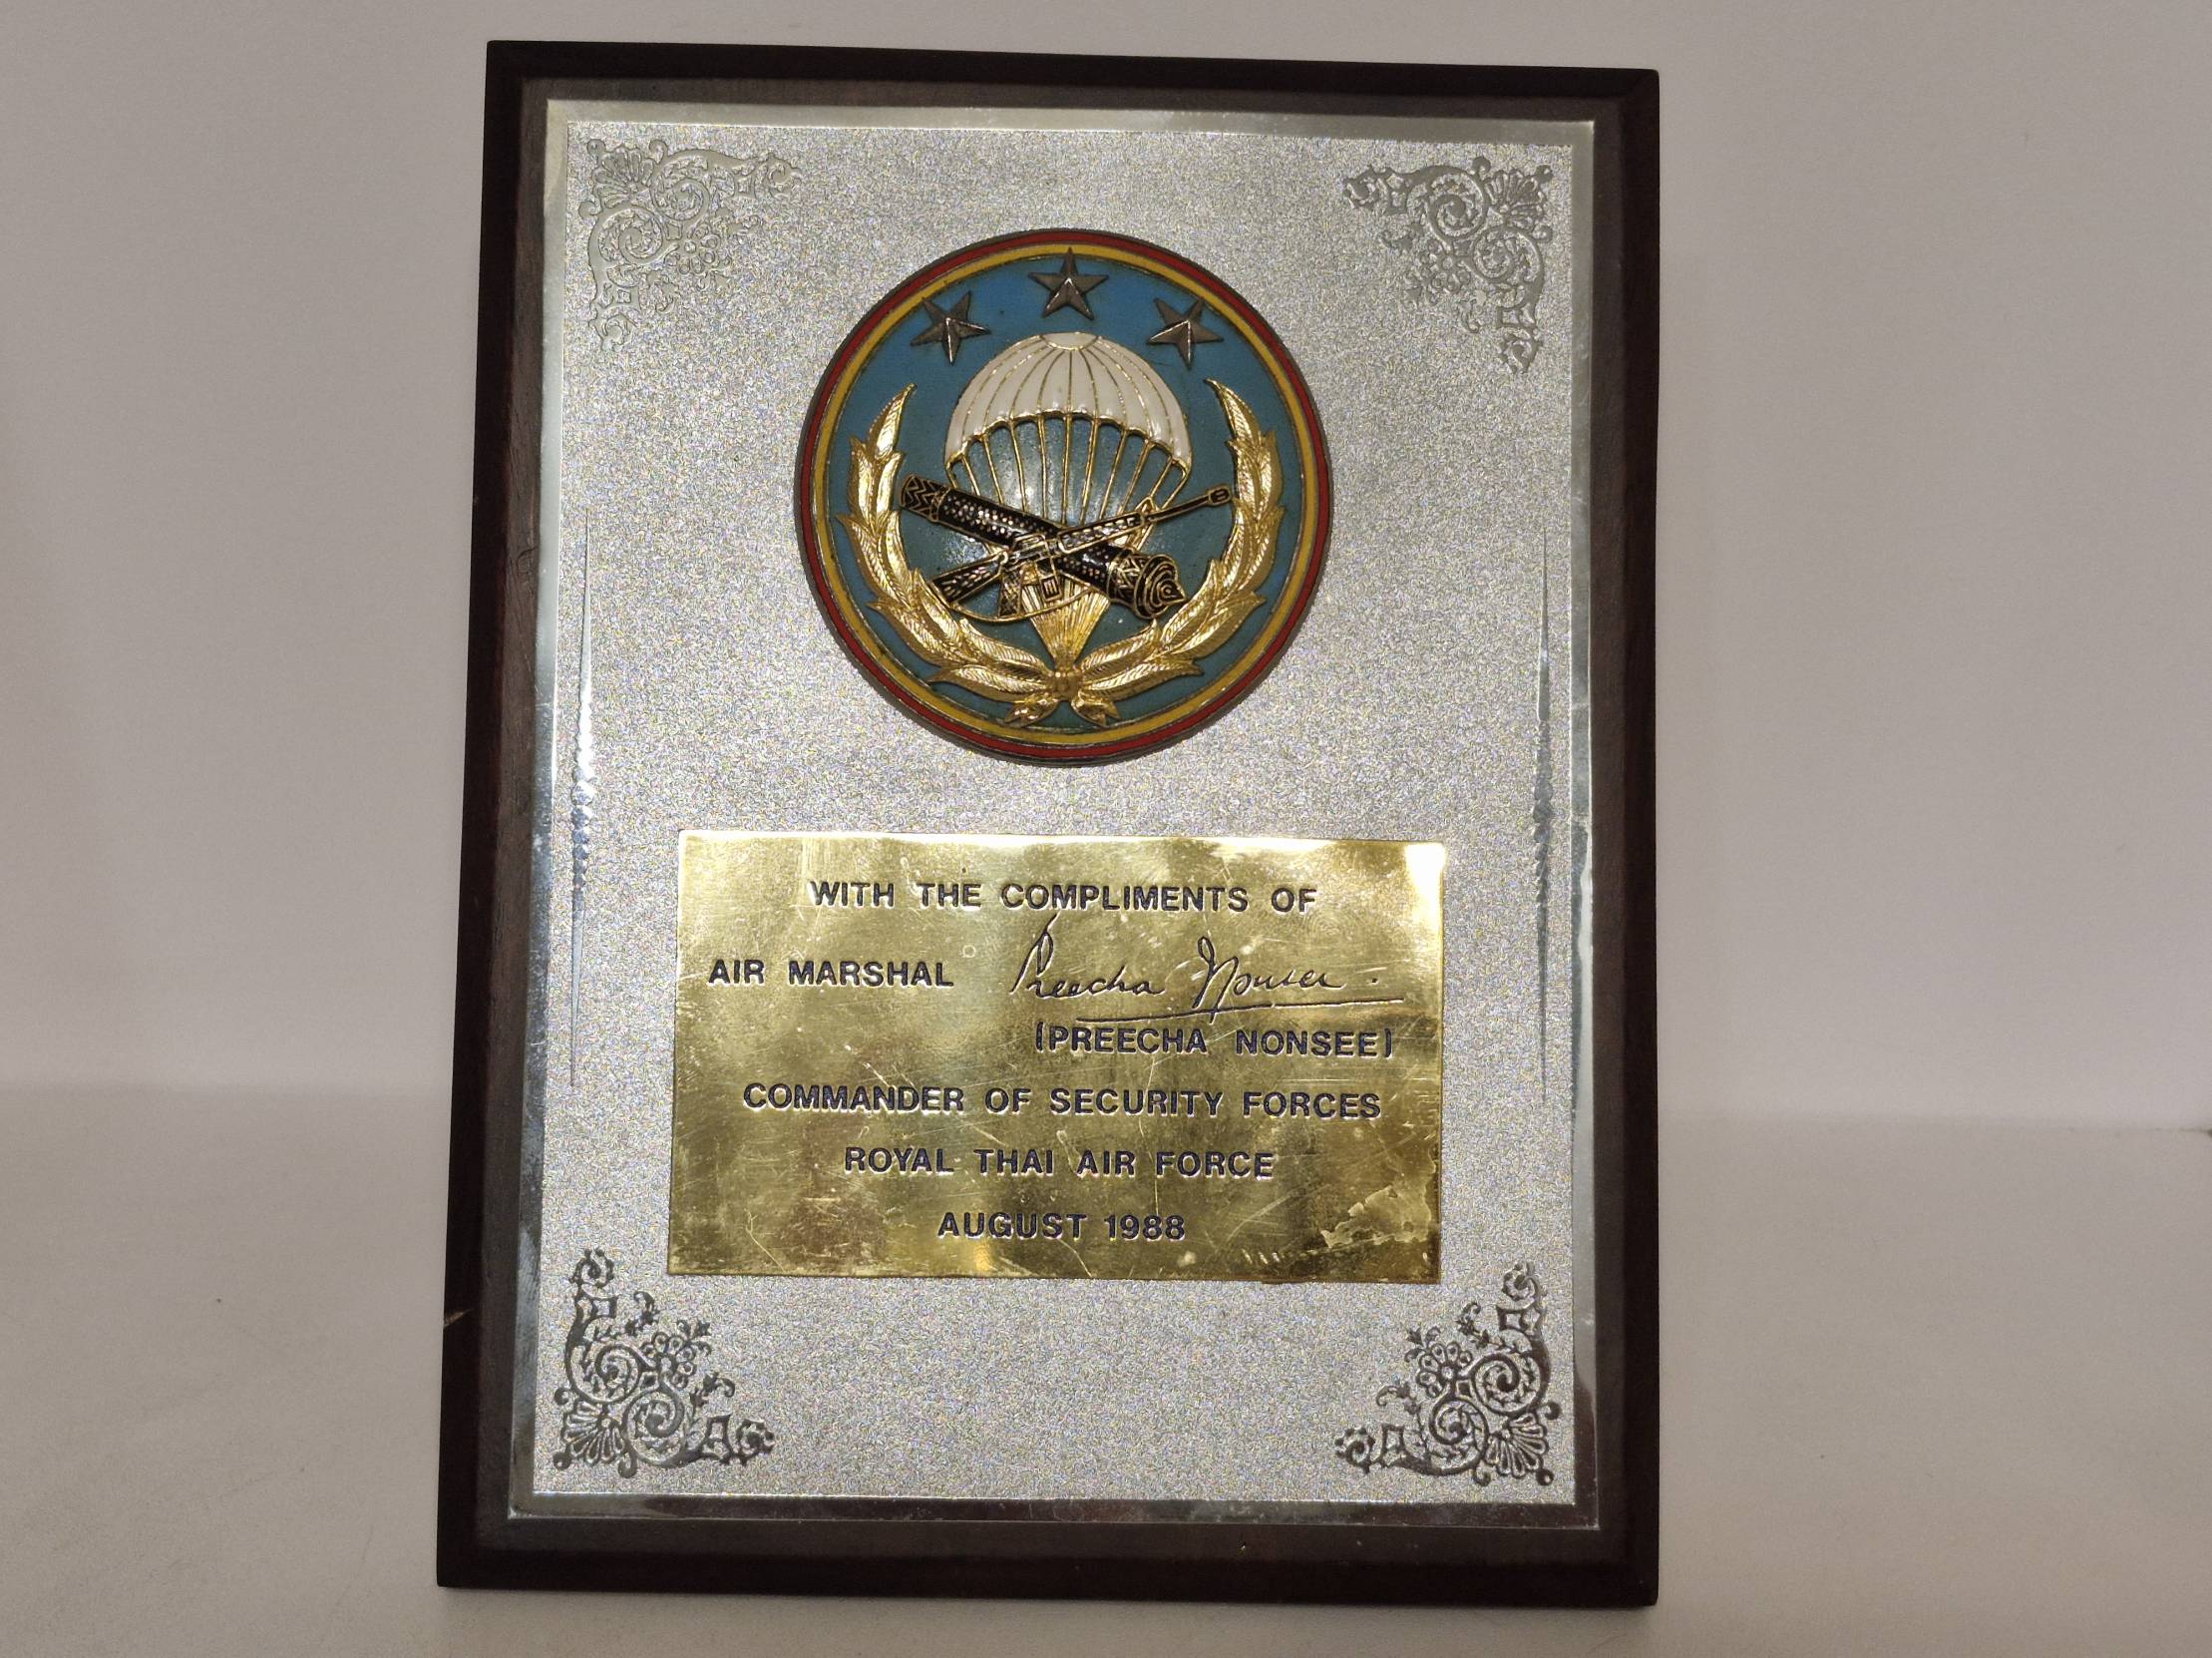 WITH THE COMPLIMENTS OF
AIR MARSHAL Preecha Nonsee
(PREECHA NONSEE)
COMMANDER OF SECURITY FORCES
ROYAL THAI AIR FORCE
AUGUST 1988